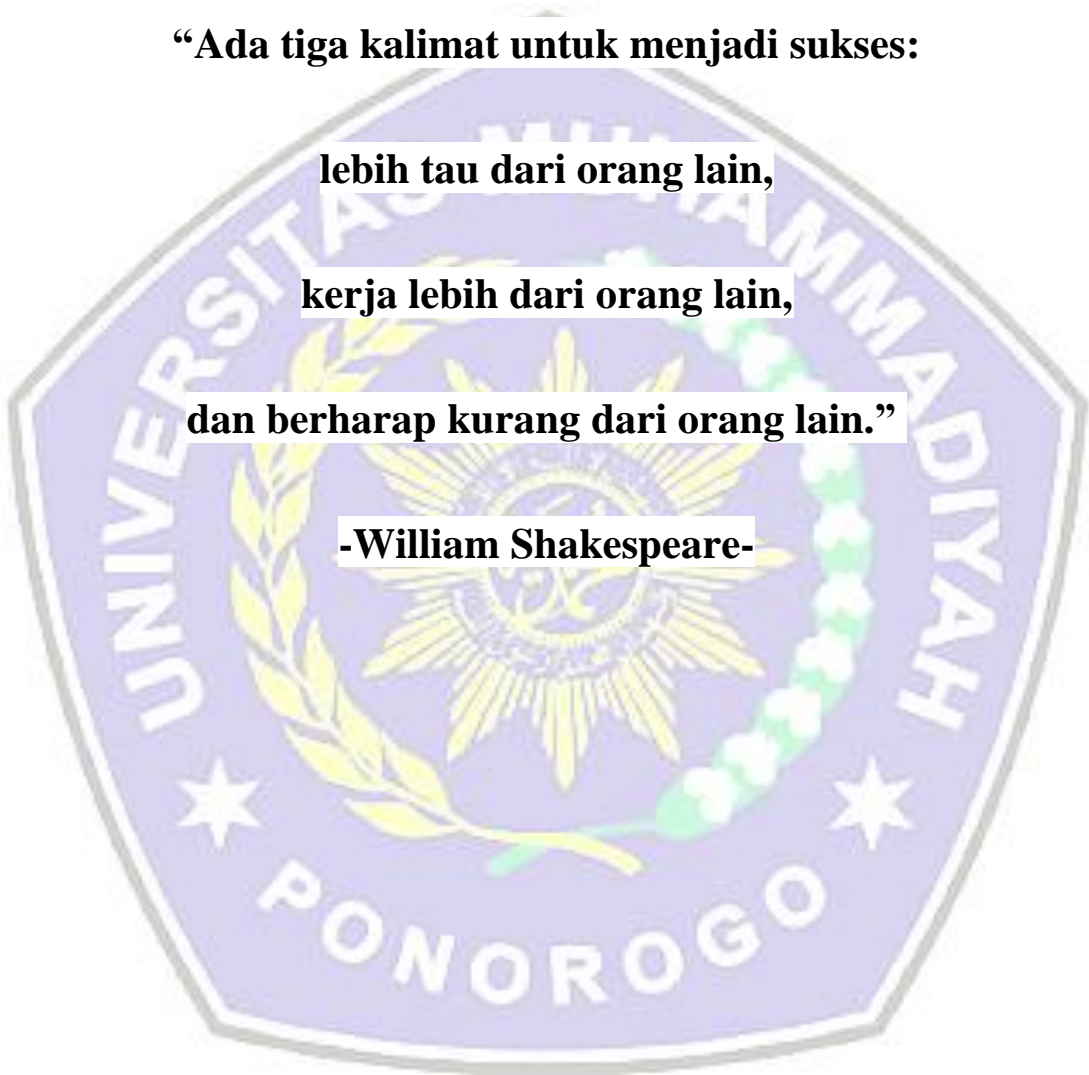 “Ada tiga kalimat untuk menjadi sukses:
lebih tau dari orang lain,
kerja lebih dari orang lain,
dan berharap kurang dari orang lain.”
-William Shakespeare-
UNIVERSITAS MUHAMMADIYAH
PONOROGO